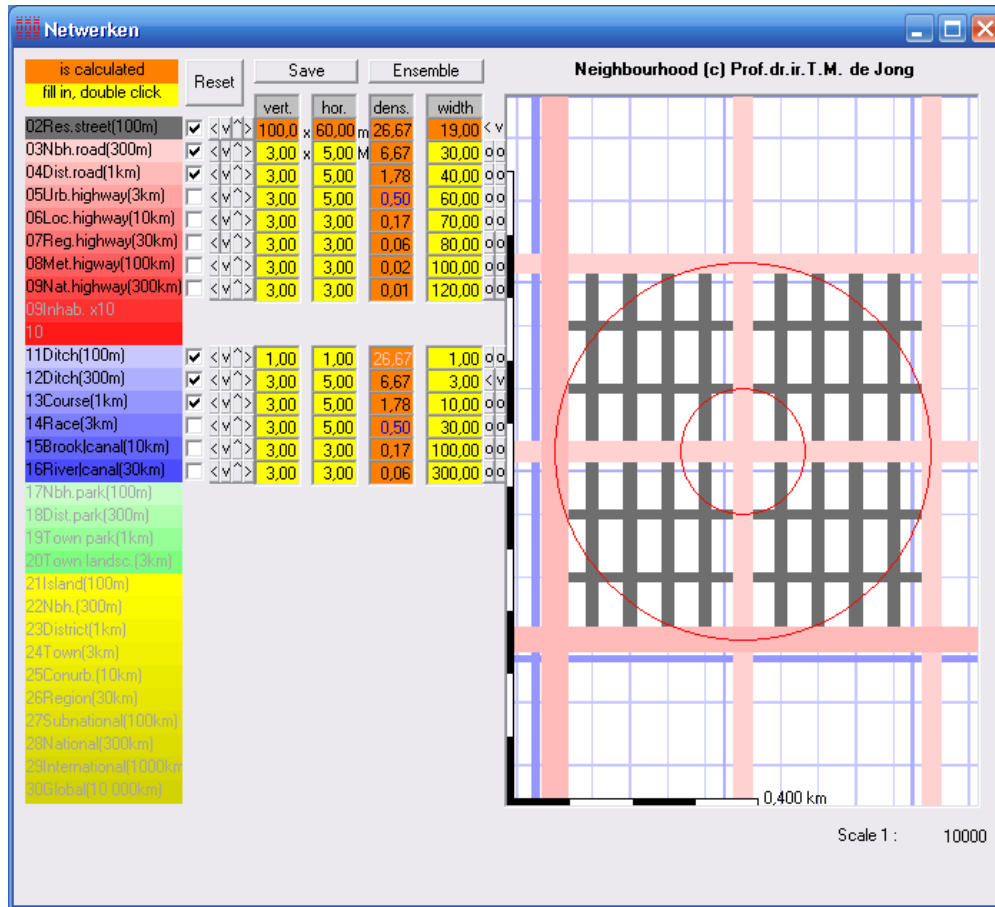 Netwerken
is calculated
fill in, double click
Reset
Save
Ensemble
Neighbourhood (c) Prof.dr.ir.T.M. de Jong
vert. hor. dens. width
02Res.street(100m) < v ^ > 100,0 x 60,00 m 26,67 19,00 < v
03Nbh.road(300m) < v ^ > 3,00 x 5,00 M 6,67 30,00 o o
04Dist.road(1km) < v ^ > 3,00 5,00 1,78 40,00 o o
05Urb.highway(3km) < v ^ > 3,00 5,00 0,50 60,00 o o
06Loc.highway(10km) < v ^ > 3,00 5,00 0,17 70,00 o o
07Reg.highway(30km) < v ^ > 3,00 3,00 0,06 80,00 o o
08Met.higway(100km) < v ^ > 3,00 3,00 0,02 100,00 o o
09Nat.highway(300km) < v ^ > 3,00 3,00 0,01 120,00 o o
09Inhab. x10
10
11Ditch(100m) < v ^ > 1,00 1,00 26,67 1,00 o o
12Ditch(300m) < v ^ > 3,00 5,00 6,67 3,00 < v
13Course(1km) < v ^ > 3,00 5,00 1,78 10,00 o o
14Race(3km) < v ^ > 3,00 5,00 0,50 30,00 o o
15Brook|canal(10km) < v ^ > 3,00 5,00 0,17 100,00 o o
16River|canal(30km) < v ^ > 3,00 3,00 0,06 300,00 o o
17Nbh.park(100m)
18Dist.park(300m)
19Town park(1km)
20Town landsc.(3km)
21Island(100m)
22Nbh.(300m)
23District(1km)
24Town(3km)
25Conurb.(10km)
26Region(30km)
27Subnational(100km)
28National(300km)
29International(1000km
30Global(10 000km)
0,400 km
Scale 1 : 10000